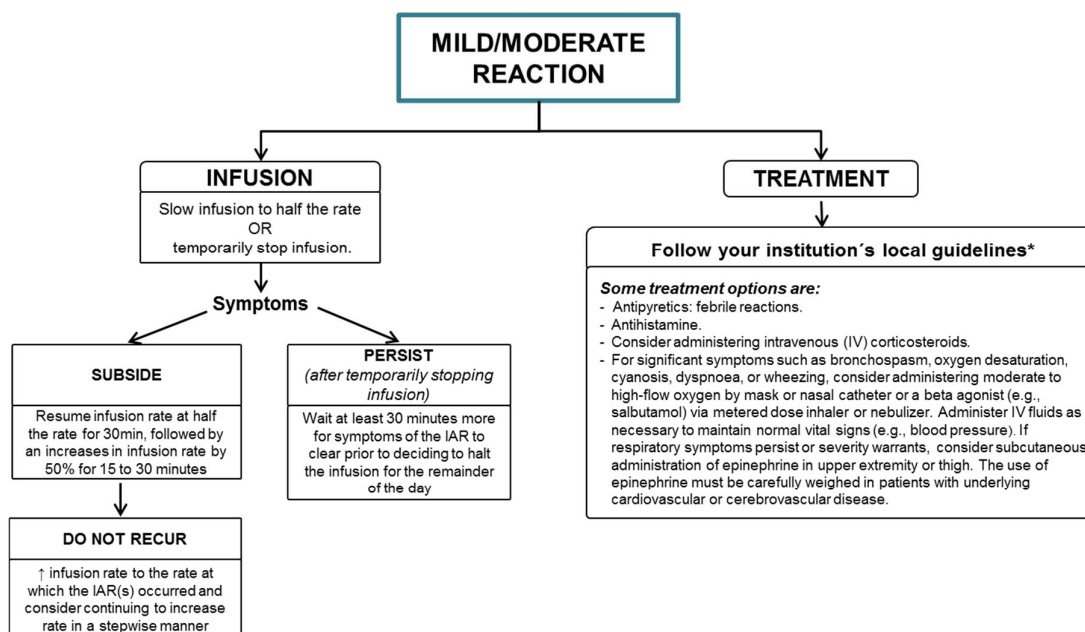 MILD/MODERATE
REACTION
INFUSION
Slow infusion to half the rate
OR
temporarily stop infusion.
Symptoms
SUBSIDE
Resume infusion rate at half
the rate for 30min, followed by
an increases in infusion rate by
50% for 15 to 30 minutes
DO NOT RECUR
↑ infusion rate to the rate at
which the IAR(s) occurred and
consider continuing to increase
rate in a stepwise manner
PERSIST
(after temporarily stopping
infusion)
Wait at least 30 minutes more
for symptoms of the IAR to
clear prior to deciding to halt
the infusion for the remainder
of the day
TREATMENT
Follow your institution´s local guidelines*
Some treatment options are:
- Antipyretics: febrile reactions.
- Antihistamine.
- Consider administering intravenous (IV) corticosteroids.
- For significant symptoms such as bronchospasm, oxygen desaturation,
cyanosis, dyspnoea, or wheezing, consider administering moderate to
high-flow oxygen by mask or nasal catheter or a beta agonist (e.g.,
salbutamol) via metered dose inhaler or nebulizer. Administer IV fluids as
necessary to maintain normal vital signs (e.g., blood pressure). If
respiratory symptoms persist or severity warrants, consider subcutaneous
administration of epinephrine in upper extremity or thigh. The use of
epinephrine must be carefully weighed in patients with underlying
cardiovascular or cerebrovascular disease.